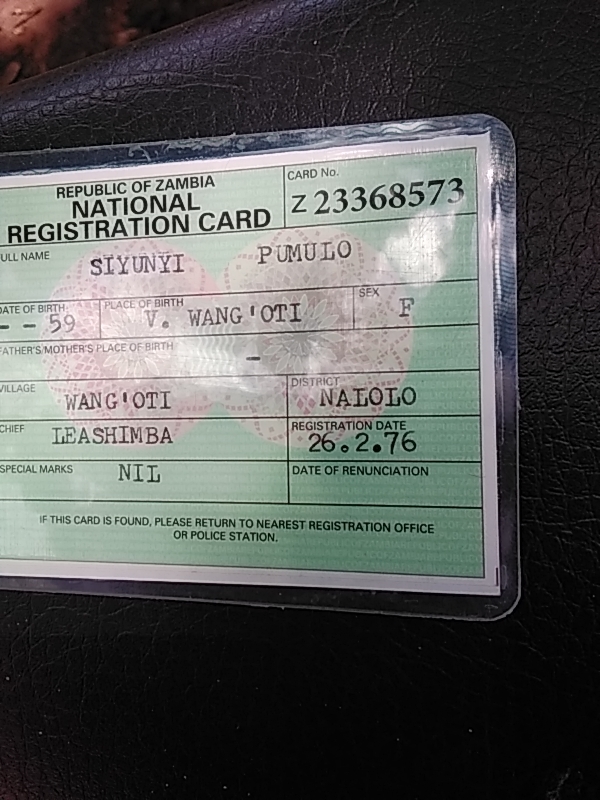 REPUBLIC OF ZAMBIA
NATIONAL
REGISTRATION CARD
CARD No.
Z 23368573
FULL NAME
SIYUNYI PUMULO
DATE OF BIRTH:
- - 59
PLACE OF BIRTH
V. WANG'OTI
SEX
F
FATHER'S/MOTHER'S PLACE OF BIRTH
-
VILLAGE
WANG'OTI
DISTRICT
NALOLO
CHIEF
LEASHIMBA
REGISTRATION DATE
26.2.76
SPECIAL MARKS
NIL
DATE OF RENUNCIATION
IF THIS CARD IS FOUND, PLEASE RETURN TO NEAREST REGISTRATION OFFICE
OR POLICE STATION.